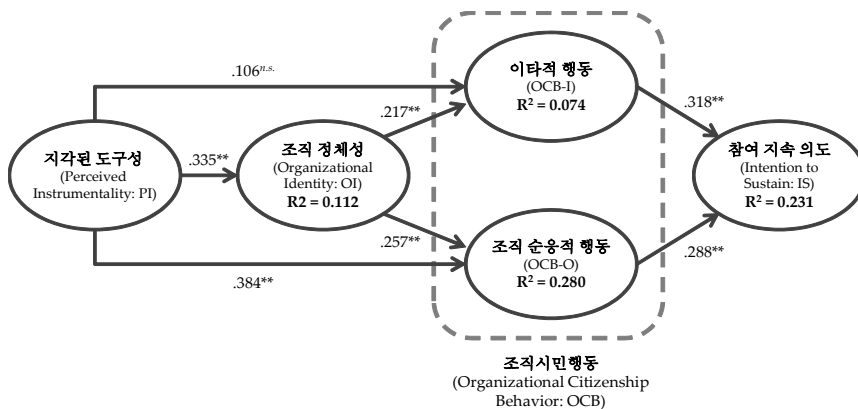 .106n.s.
이타적 행동
(OCB-I)
R² = 0.074
.217**
.318**
지각된 도구성
(Perceived
Instrumentality: PI)
.335**
조직 정체성
(Organizational
Identity: OI)
R2 = 0.112
참여 지속 의도
(Intention to
Sustain: IS)
R² = 0.231
.257**
조직 순응적 행동
(OCB-O)
R² = 0.280
.288**
.384**
조직시민행동
(Organizational Citizenship
Behavior: OCB)